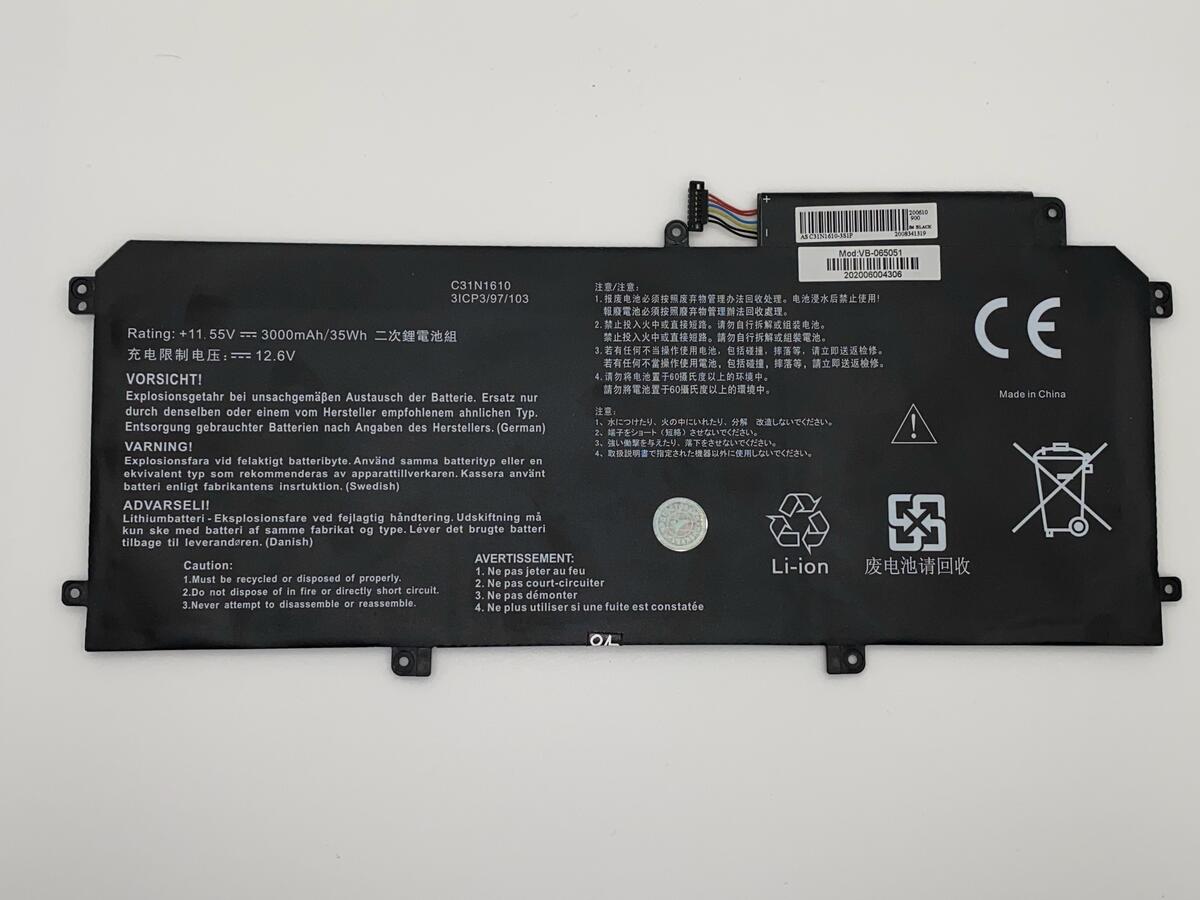 +
-
200610
900
AS C31N1610-3S1P
2008341319
BLACK
Mod:VB-065051
202006004306
C31N1610
3ICP3/97/103
Rating: +11.55V 3000mAh/35Wh 二次鋰電池組
充电限制电压: 12.6V
VORSICHT!
Explosionsgetahr bei unsachgemäßen Austausch der Batterie. Ersatz nur
durch denselben oder einem vom Hersteller empfohlenem ahnlichen Typ.
Entsorgung gebrauchter Batterien nach Angaben des Herstellers. (German)
VARNING!
Explosionsfara vid felaktigt batteribyte. Använd samma batterityp eller en
ekvivalent typ som rekommenderas av apparattillverkaren. Kassera använt
batteri enligt fabrikantens insrtuktion. (Swedish)
ADVARSELI!
Lithiumbatteri - Eksplosionsfare ved fejlagtig håndtering. Udskiftning må
kun ske med batteri af samme fabrikat og type. Léver det brugte batteri
tilbage til leverandøren. (Danish)
Caution:
1.Must be recycled or disposed of properly.
2.Do not dispose of in fire or directly short circuit.
3.Never attempt to disassemble or reassemble.
AVERTISSEMENT:
1. Ne pas jeter au feu
2. Ne pas court-circuiter
3. Ne pas démonter
4. Ne plus utiliser si une fuite est constatée
注意/注意:
1.报废电池必须按照废弃物管理办法回收处理。电池浸水后禁止使用!
報廢電池必須按照廢弃物管理辦法回收處理。
2.禁止投入火中或直接短路。请勿自行拆解或组装电池。
禁止投入火中或直接短路。請勿自行拆解或組裝電池。
3.若有任何不当操作使用电池，包括碰撞，摔落等，请立即送返检修。
若有任何不當操作使用電池，包括碰撞，摔落等，請立即送返檢修。
4.请勿将电池置于60摄氏度以上的环境中。
請勿將電池置于60攝氏度以上的環境中。
注意:
1、水につけたり、火の中にいれたり、分解 改造しないでください。
2、端子をショート（短絡）させないでください。
3、強い衝撃を与えたり、落下をさせないでください。
4、取扱説明書で指定された機器以外に使用しないでください。
CE
Made in China
Li-ion
废电池请回收